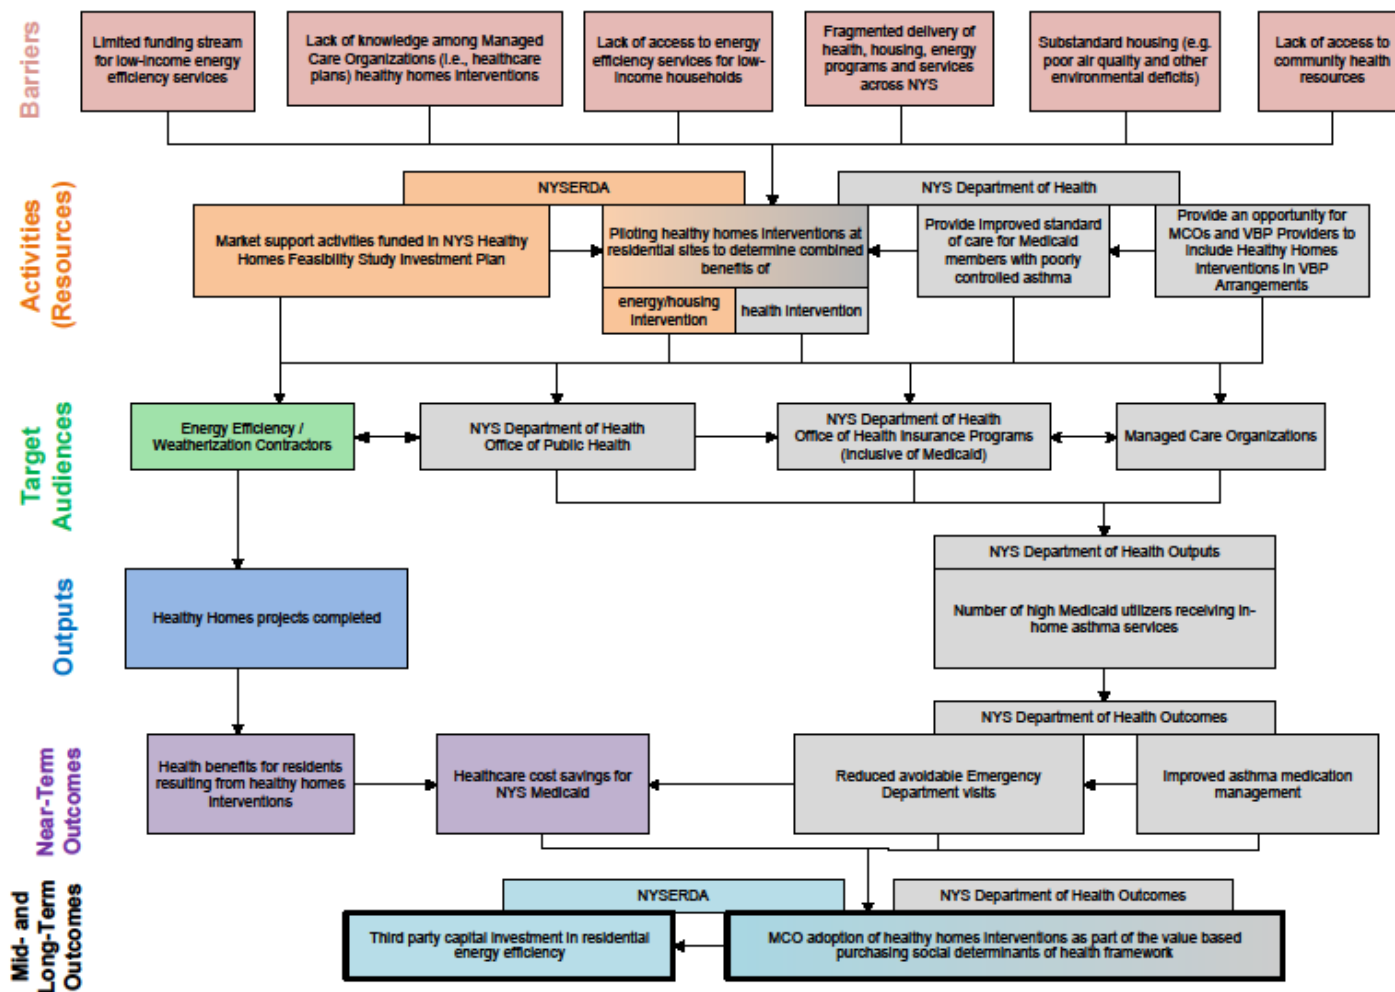 Barriers
Limited funding stream
for low-income energy
efficiency services
Lack of knowledge among Managed
Care Organizations (i.e., healthcare
plans) healthy homes interventions
Lack of access to energy
efficiency services for low-
income households
Fragmented delivery of
health, housing, energy
programs and services
across NYS
Substandard housing (e.g.
poor air quality and other
environmental deficits)
Lack of access to
community health
resources
Activities
(Resources)
NYSERDA
NYS Department of Health
Market support activities funded in NYS Healthy
Homes Feasibility Study Investment Plan
Piloting healthy homes interventions at
residential sites to determine combined
benefits of
energy/housing
intervention
health intervention
Provide improved standard
of care for Medicaid
members with poorly
controlled asthma
Provide an opportunity for
MCOs and VBP Providers to
include Healthy Homes
Interventions in VBP
Arrangements
Target
Audiences
Energy Efficiency /
Weatherization Contractors
NYS Department of Health
Office of Public Health
NYS Department of Health
Office of Health Insurance Programs
(inclusive of Medicaid)
Managed Care Organizations
Outputs
Healthy Homes projects completed
NYS Department of Health Outputs
Number of high Medicaid utilizers receiving in-
home asthma services
Near-Term
Outcomes
NYS Department of Health Outcomes
Health benefits for residents
resulting from healthy homes
interventions
Healthcare cost savings for
NYS Medicaid
Reduced avoidable Emergency
Department visits
Improved asthma medication
management
Mid- and
Long-Term
Outcomes
NYSERDA
NYS Department of Health Outcomes
Third party capital investment in residential
energy efficiency
MCO adoption of healthy homes interventions as part of the value based
purchasing social determinants of health framework